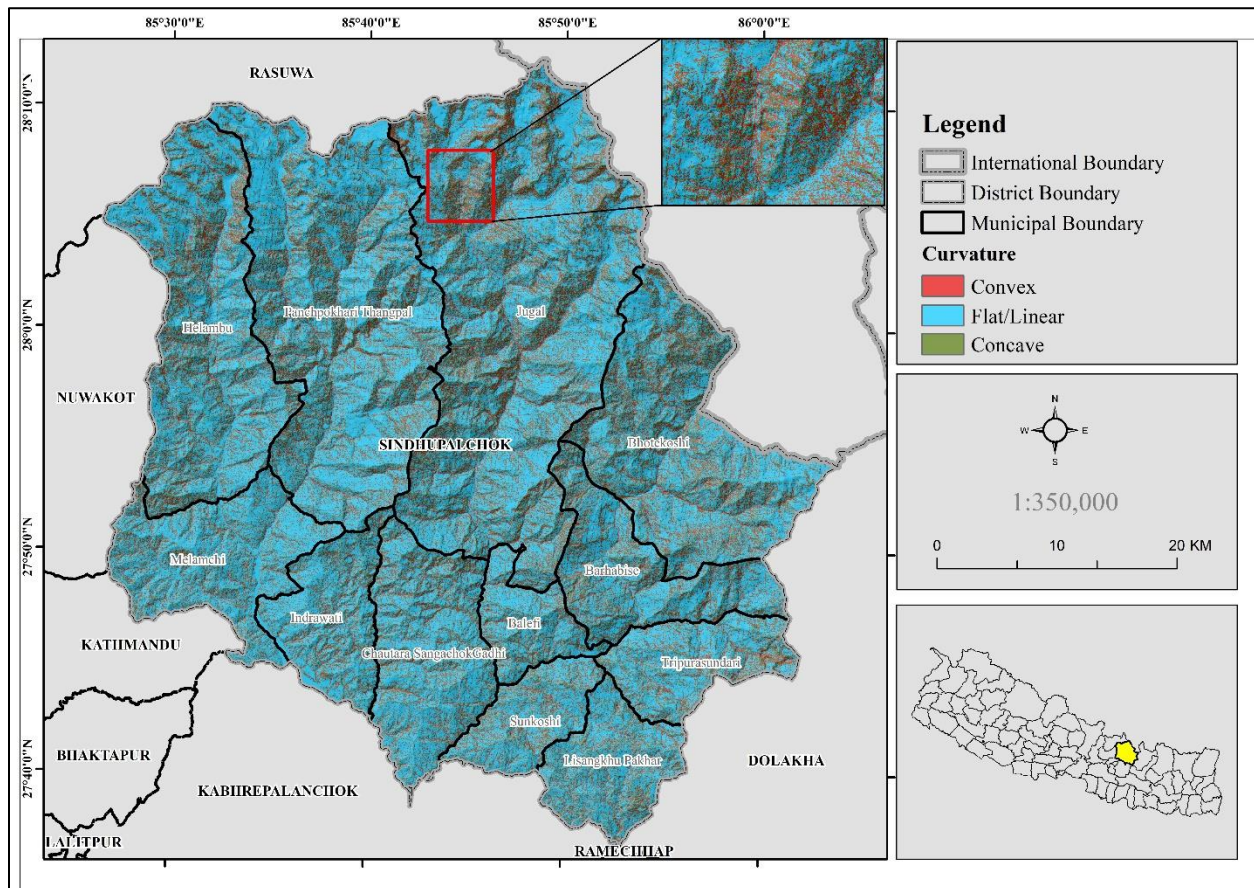 85°30'0"E
85°40'0"E
85°50'0"E
86°0'0"E
28°10'0"N
28°0'0"N
27°50'0"N
27°40'0"N
RASUWA
NUWAKOT
Helambu
Panchpokhari Thangpal
Jugal
SINDHUPALCHOK
Bhotekoshi
Melamchi
Barhabise
Indrawati
Balefi
Chautara SangachokGadhi
Tripurasundari
KATHMANDU
Sunkoshi
Lisangkhu Pakhar
BHAKTAPUR
DOLAKHA
KABHREPALANCHOK
LALITPUR
RAMECHHAP
Legend
International Boundary
District Boundary
Municipal Boundary
Curvature
Convex
Flat/Linear
Concave
N
W
E
S
1:350,000
0 10 20 KM